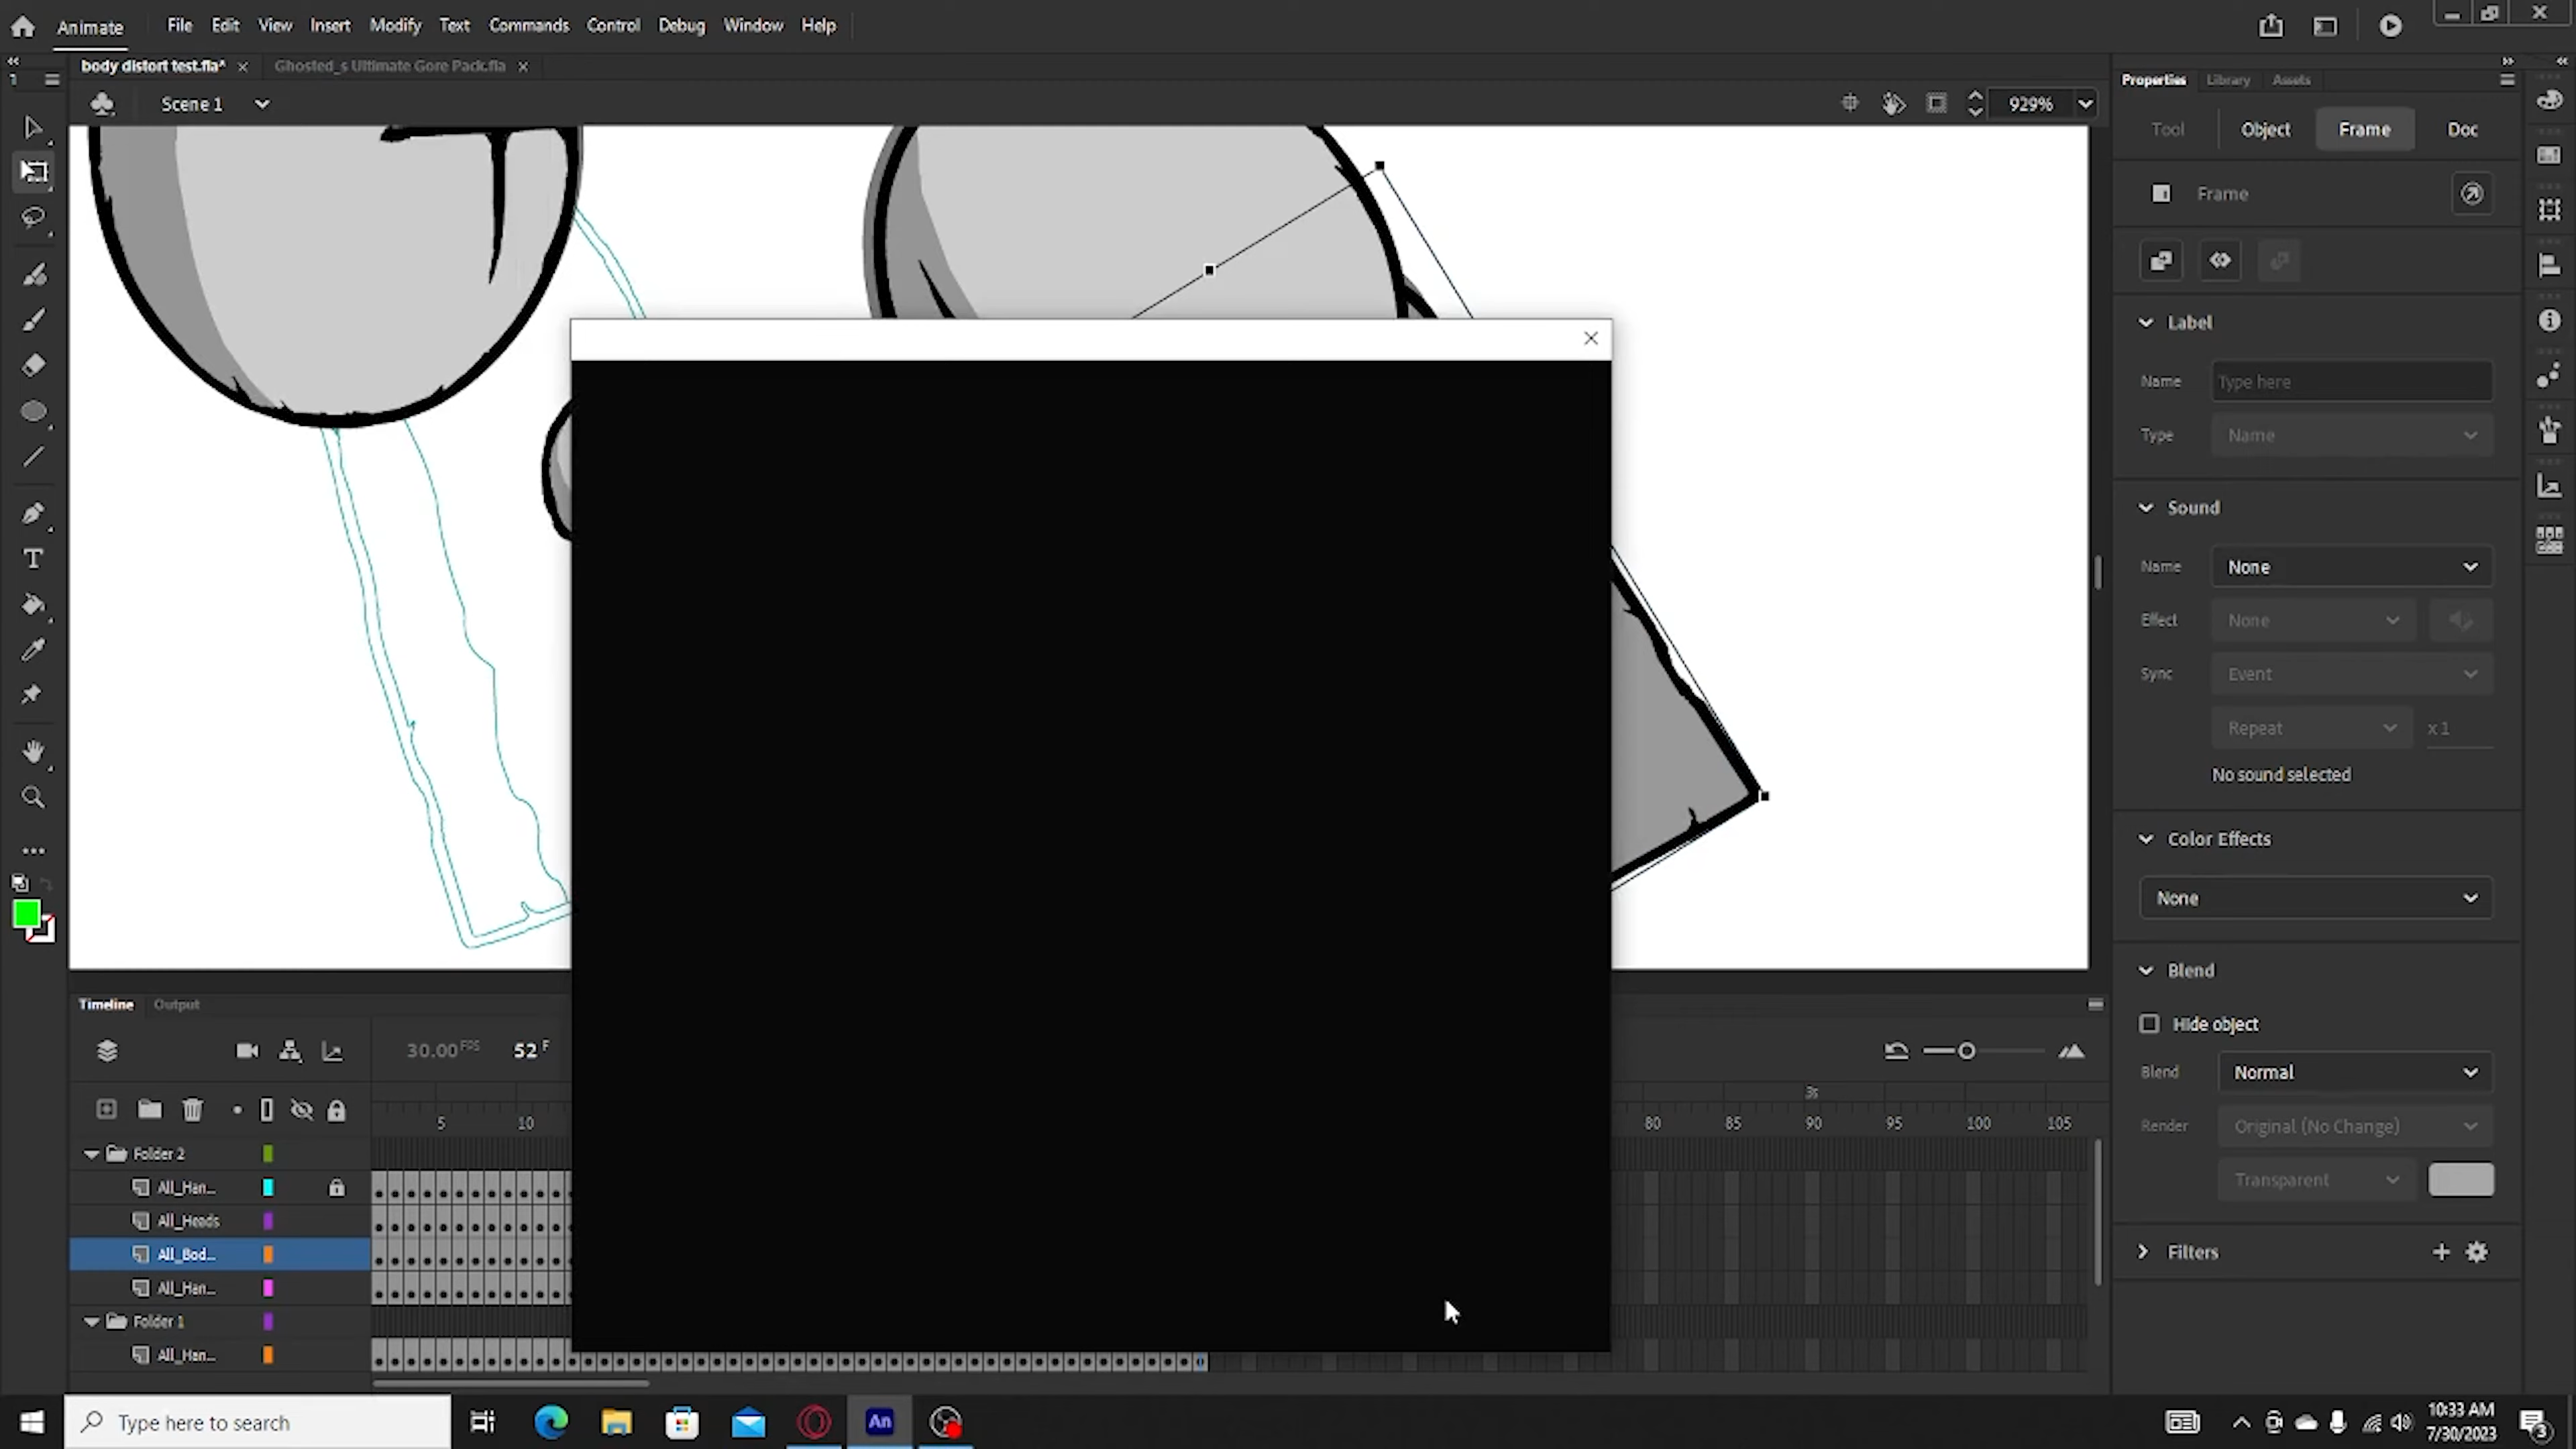 Animate File Edit View Insert Modify Text Commands Control Debug Window Help
1 body distort test.fla* Ghosted_s Ultimate Gore Pack.fla
Scene 1 929%
Properties Library Assets
Tool Object Frame Doc
Frame
Label
Name Type here
Type Name
Sound
Name None
Effect None
Sync Event
Repeat x 1
No sound selected
Color Effects
None
Blend
Hide object
Blend Normal
Render Original (No Change)
Transparent
Filters
T
Timeline Output
30.00 FPS 52 F
3s
5 10 80 85 90 95 100 105
Folder 2
All_Han...
All_Heads
All_Bod...
All_Han...
Folder 1
All_Han...
Type here to search
An
10:33 AM
7/30/2023
3